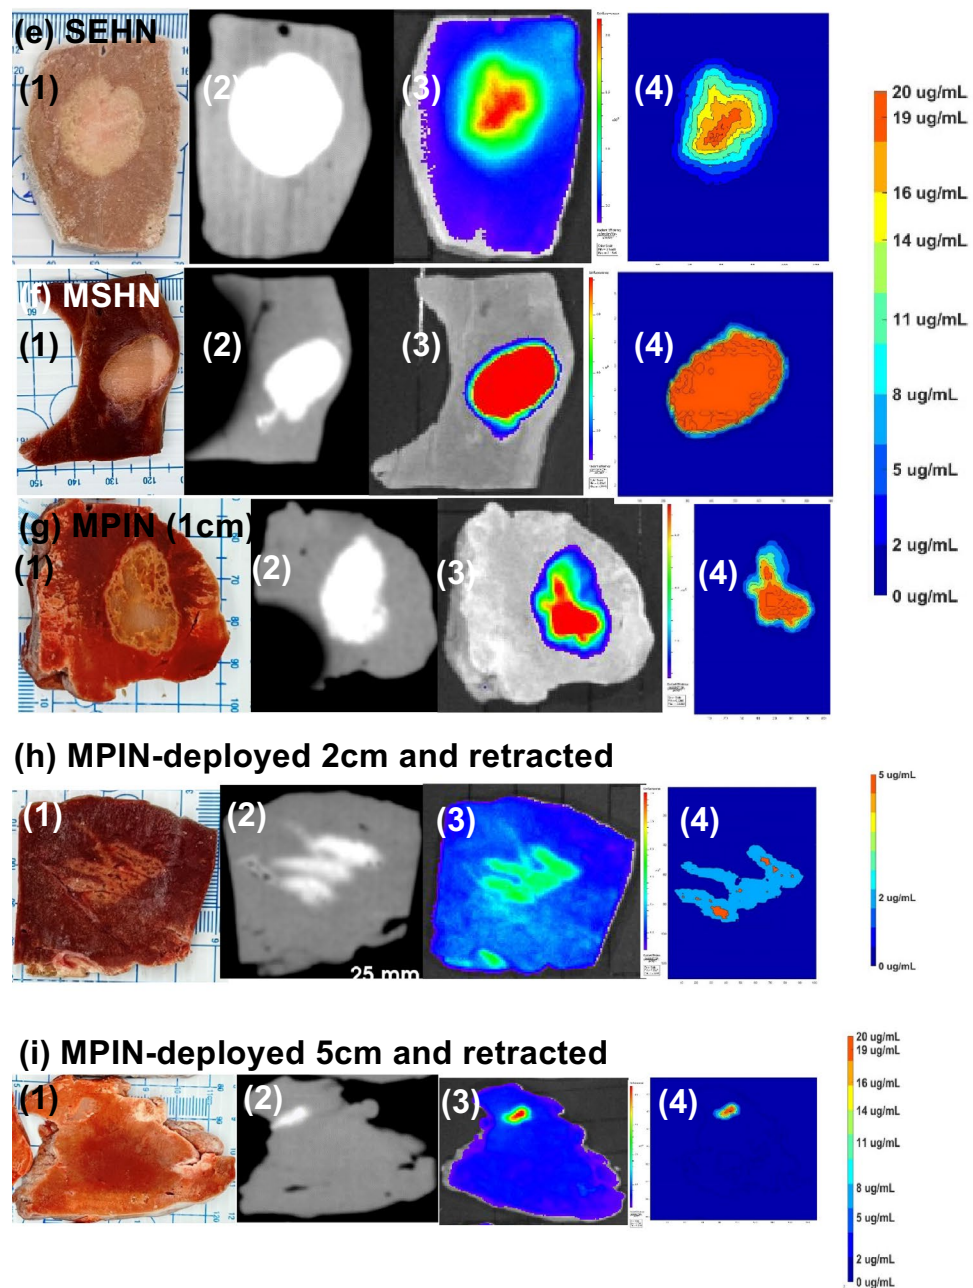 (e) SEHN
(1)
(2)
(3)
(4)
20 ug/mL
19 ug/mL
16 ug/mL
14 ug/mL
11 ug/mL
8 ug/mL
5 ug/mL
2 ug/mL
0 ug/mL
(f) MSHN
(1)
(2)
(3)
(4)
(g) MPIN (1cm)
(1)
(2)
(3)
(4)
(h) MPIN-deployed 2cm and retracted
(1)
(2)
(3)
(4)
25 mm
5 ug/mL
2 ug/mL
0 ug/mL
(i) MPIN-deployed 5cm and retracted
(1)
(2)
(3)
(4)
20 ug/mL
19 ug/mL
16 ug/mL
14 ug/mL
11 ug/mL
8 ug/mL
5 ug/mL
2 ug/mL
0 ug/mL